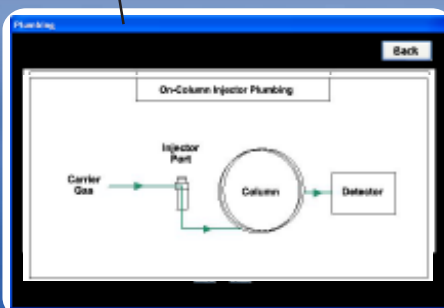 Plumbing
Back
On-Column Injector Plumbing
Injector
Port
Carrier
Gas
Column
Detector